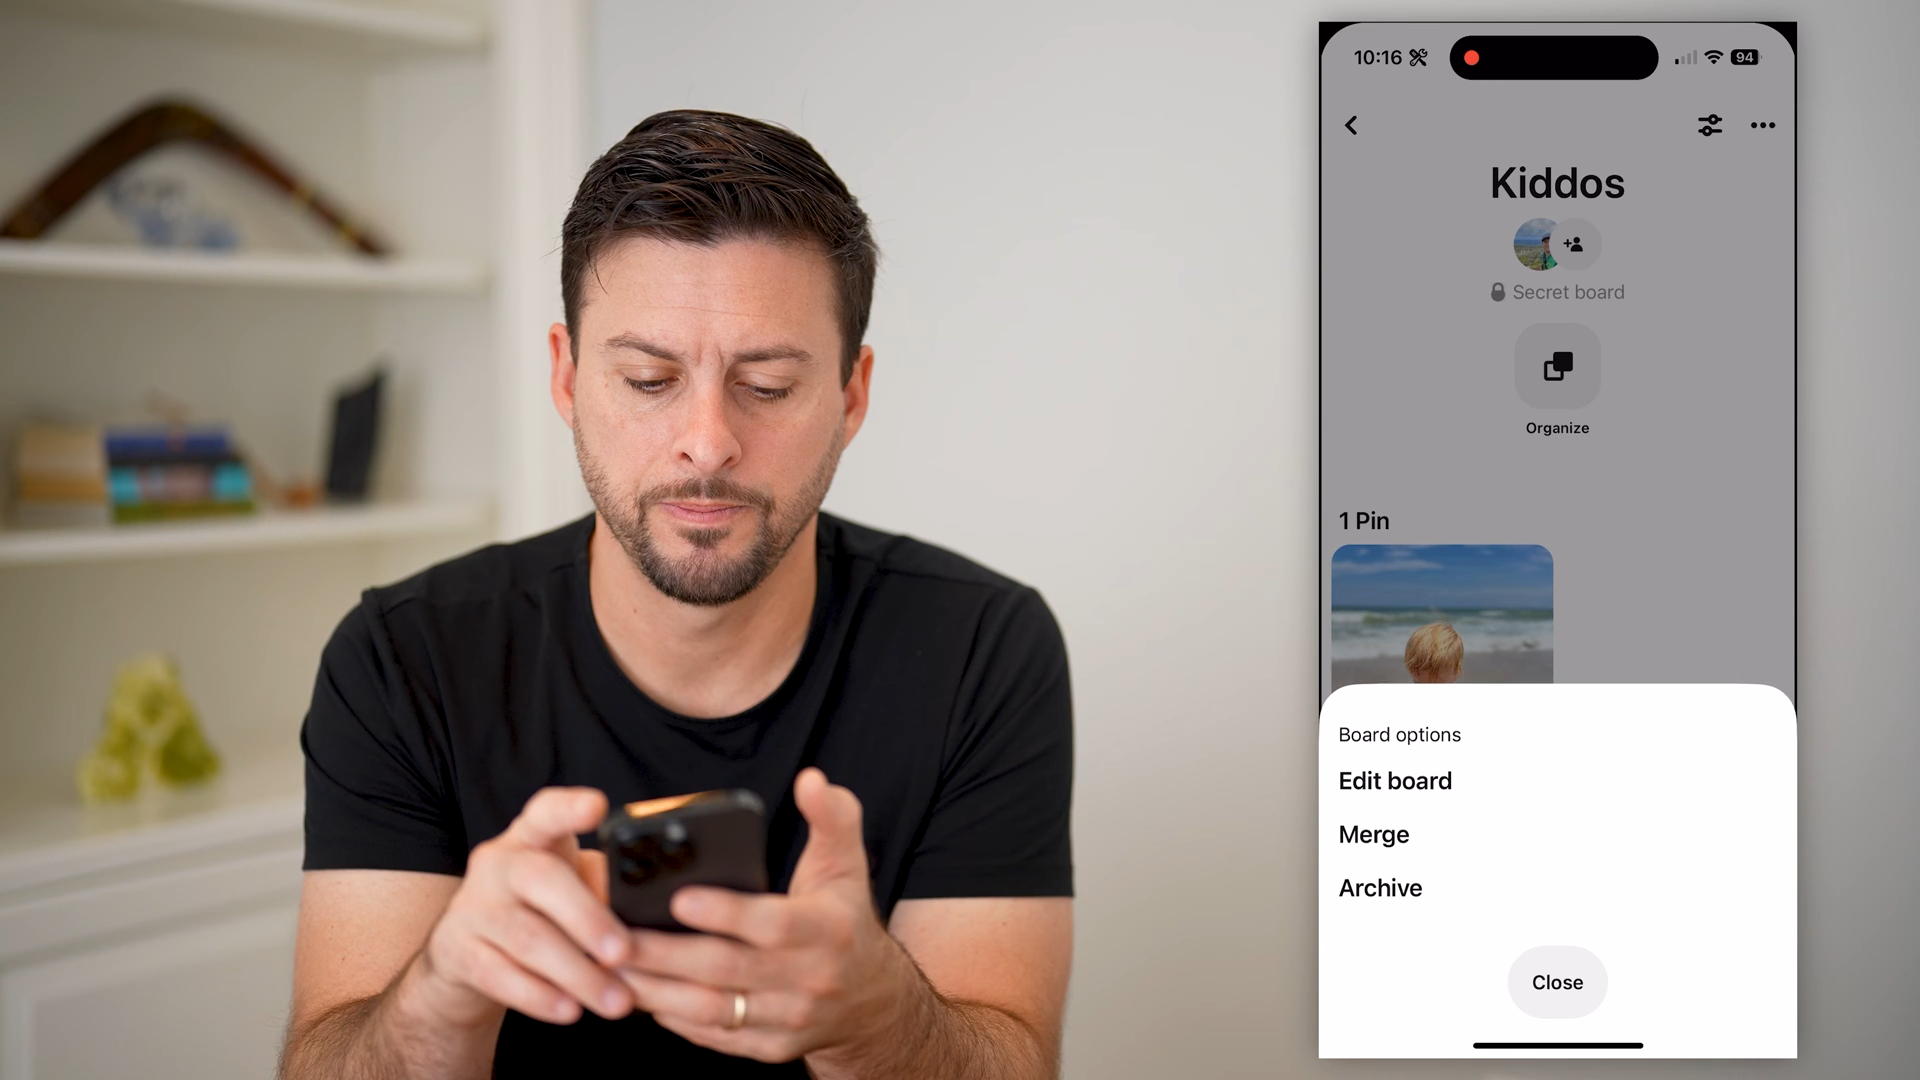 10:16
94
Kiddos
Secret board
Organize
1 Pin
Board options
Edit board
Merge
Archive
Close